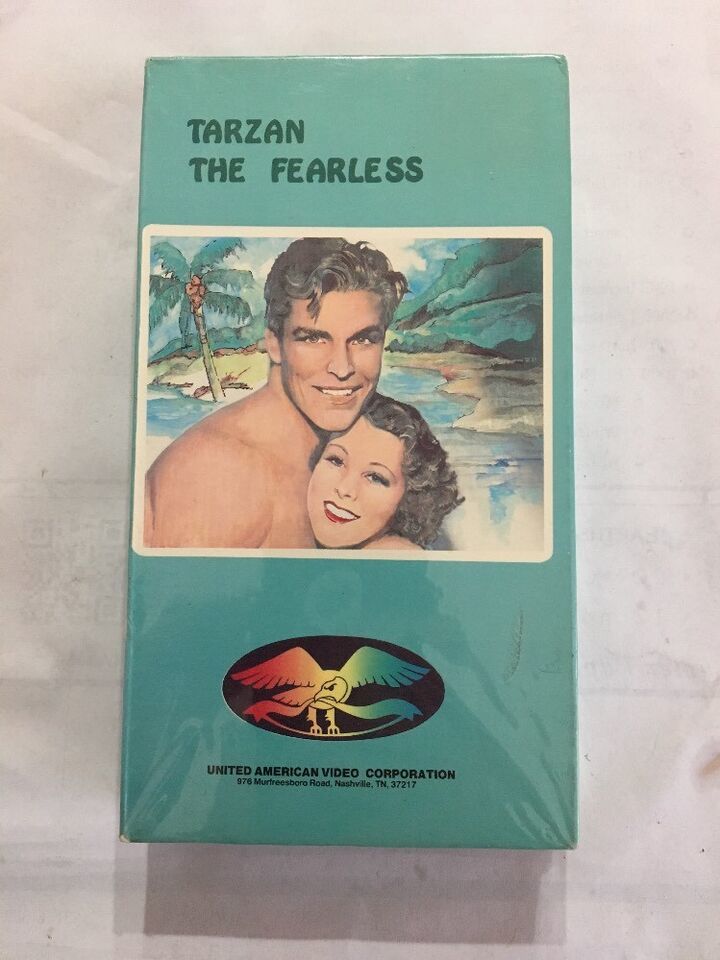 TARZAN
THE FEARLESS
UNITED AMERICAN VIDEO CORPORATION
976 Murfreesboro Road, Nashville, TN, 37217